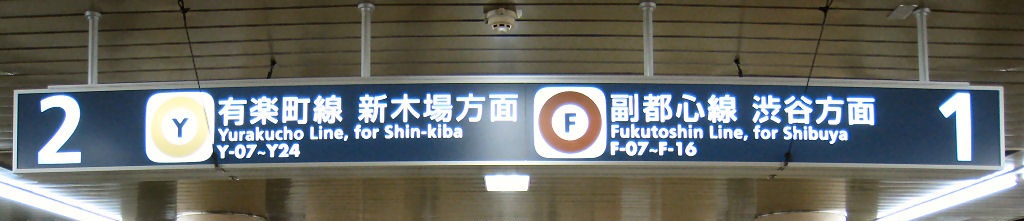 2
Y
有楽町線 新木場方面
Yurakucho Line, for Shin-kiba
Y-07~Y24
F
副都心線 渋谷方面
Fukutoshin Line, for Shibuya
F-07~F-16
1